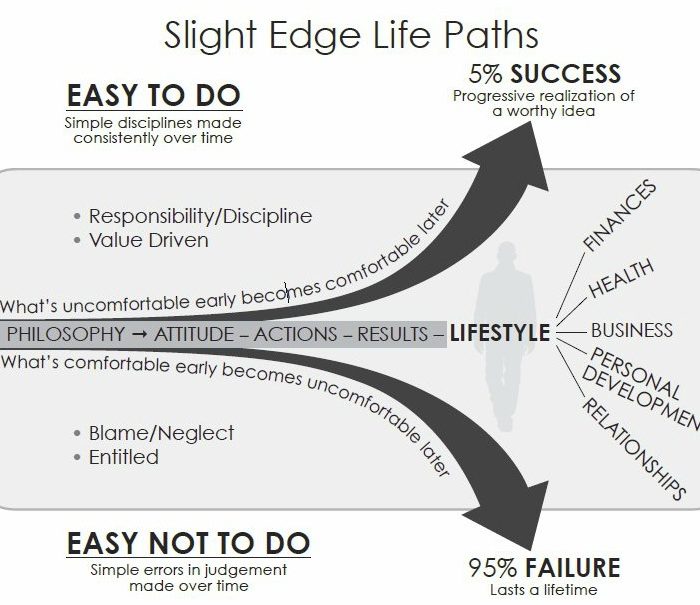 Slight Edge Life Paths
EASY TO DO
Simple disciplines made
consistently over time
5% SUCCESS
Progressive realization of
a worthy idea
• Responsibility/Discipline
• Value Driven
What's uncomfortable early becomes comfortable later
PHILOSOPHY → ATTITUDE – ACTIONS – RESULTS – LIFESTYLE
What's comfortable early becomes uncomfortable later
FINANCES
HEALTH
BUSINESS
PERSONAL
DEVELOPMEN
RELATIONSHIPS
• Blame/Neglect
• Entitled
EASY NOT TO DO
Simple errors in judgement
made over time
95% FAILURE
Lasts a lifetime